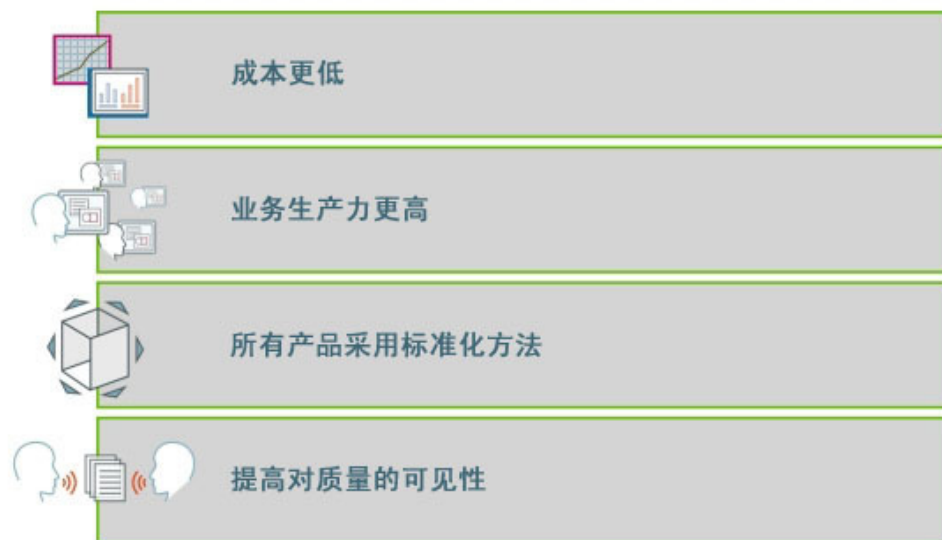 成本更低
业务生产力更高
所有产品采用标准化方法
提高对质量的可见性